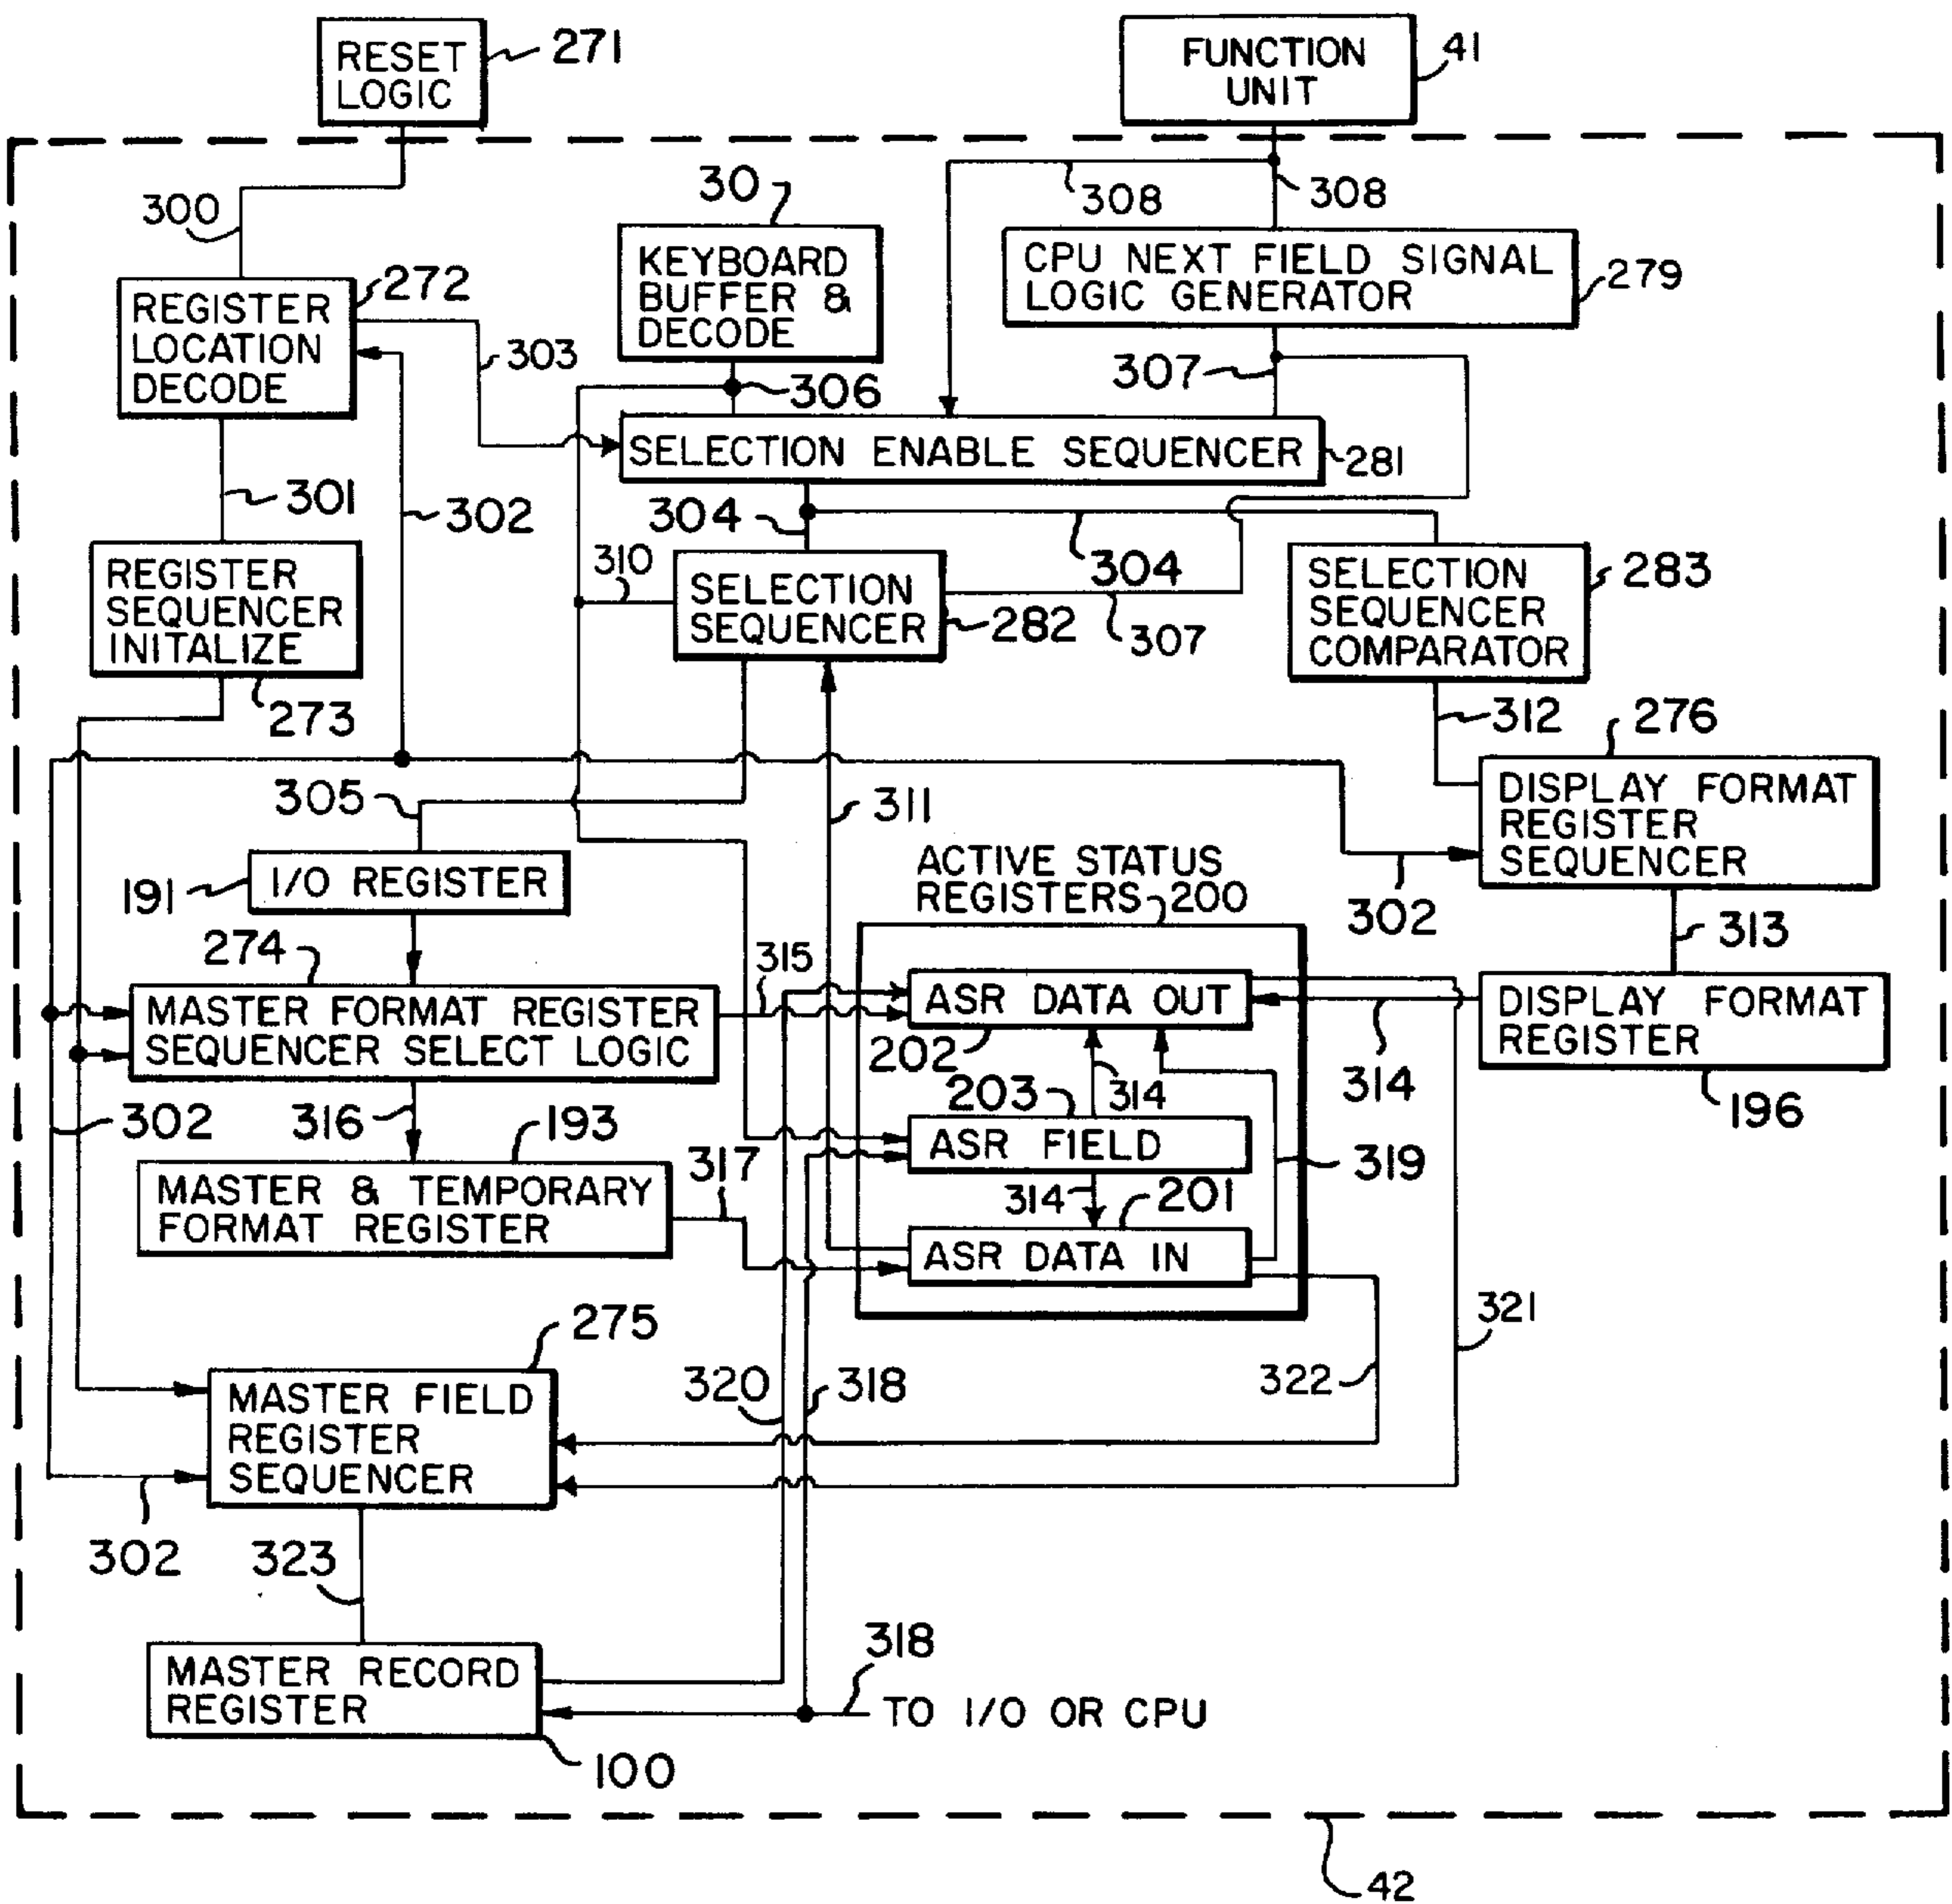 RESET
LOGIC
271
FUNCTION
UNIT
41
300
30
308
308
REGISTER
LOCATION
DECODE
272
KEYBOARD
BUFFER &
DECODE
CPU NEXT FIELD SIGNAL
LOGIC GENERATOR
279
303
306
307
SELECTION ENABLE SEQUENCER
281
301
302
304
304
REGISTER
SEQUENCER
INITALIZE
273
310
SELECTION
SEQUENCER
282
307
SELECTION
SEQUENCER
COMPARATOR
283
312
276
305
311
DISPLAY FORMAT
REGISTER
SEQUENCER
191
I/O REGISTER
ACTIVE STATUS
REGISTERS
200
302
313
274
315
MASTER FORMAT REGISTER
SEQUENCER SELECT LOGIC
ASR DATA OUT
202
DISPLAY FORMAT
REGISTER
314
196
302
316
193
203
314
ASR FIELD
319
317
MASTER & TEMPORARY
FORMAT REGISTER
314
201
ASR DATA IN
275
321
MASTER FIELD
REGISTER
SEQUENCER
320
318
322
302
323
MASTER RECORD
REGISTER
100
318
TO I/O OR CPU
42